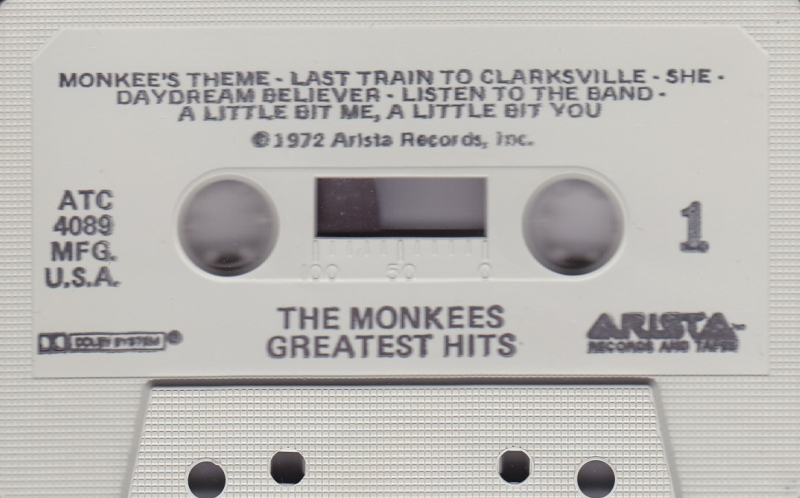 MONKEE'S THEME - LAST TRAIN TO CLARKSVILLE - SHE -
DAYDREAM BELIEVER - LISTEN TO THE BAND -
A LITTLE BIT ME, A LITTLE BIT YOU
©1972 Arista Records, Inc.
ATC
4089
MFG.
U.S.A.
1
100 50 0
THE MONKEES
GREATEST HITS
DOLBY SYSTEM®
ARISTA™
RECORDS AND TAPES